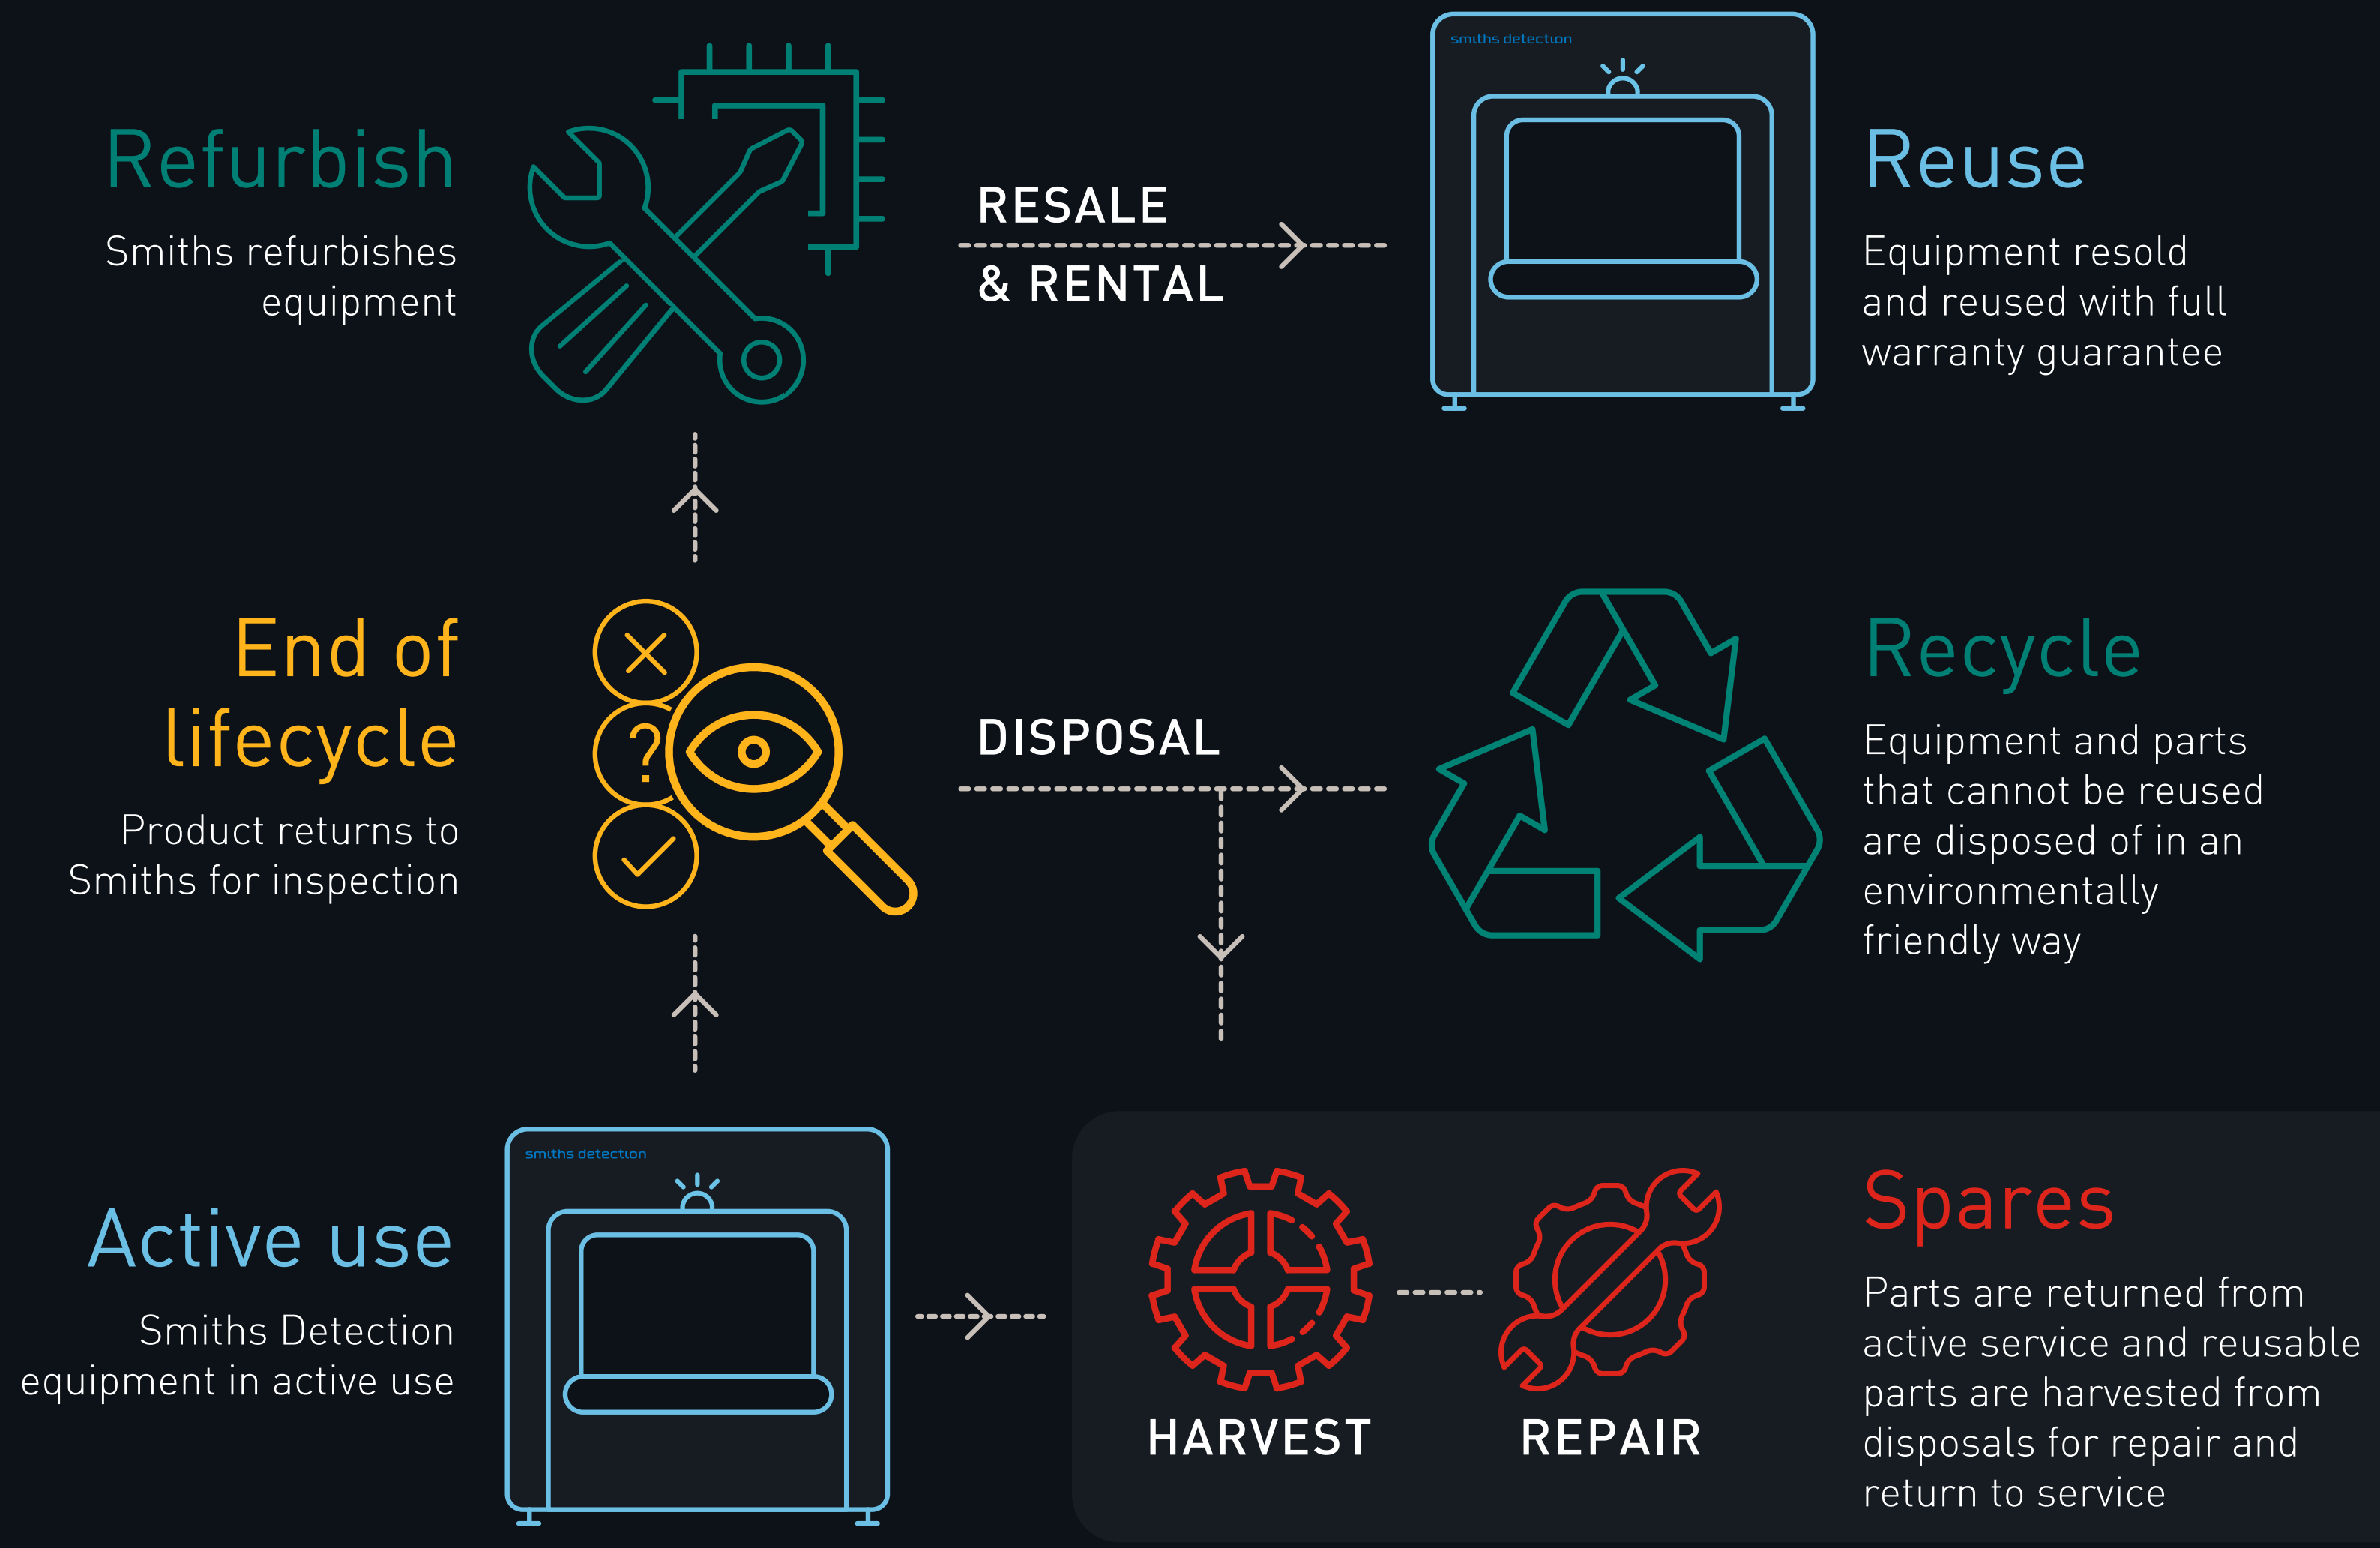 Refurbish
Smiths refurbishes
equipment
RESALE
& RENTAL
smiths detection
Reuse
Equipment resold
and reused with full
warranty guarantee
End of
lifecycle
Product returns to
Smiths for inspection
?
DISPOSAL
Recycle
Equipment and parts
that cannot be reused
are disposed of in an
environmentally
friendly way
Active use
Smiths Detection
equipment in active use
smiths detection
HARVEST
REPAIR
Spares
Parts are returned from
active service and reusable
parts are harvested from
disposals for repair and
return to service